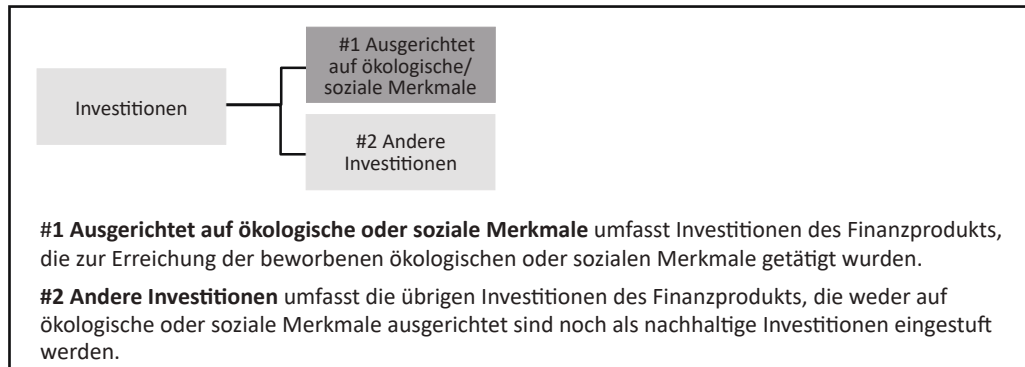 #1 Ausgerichtet
auf ökologische/
soziale Merkmale
Investitionen
#2 Andere
Investitionen
#1 Ausgerichtet auf ökologische oder soziale Merkmale umfasst Investitionen des Finanzprodukts,
die zur Erreichung der beworbenen ökologischen oder sozialen Merkmale getätigt wurden.
#2 Andere Investitionen umfasst die übrigen Investitionen des Finanzprodukts, die weder auf
ökologische oder soziale Merkmale ausgerichtet sind noch als nachhaltige Investitionen eingestuft
werden.